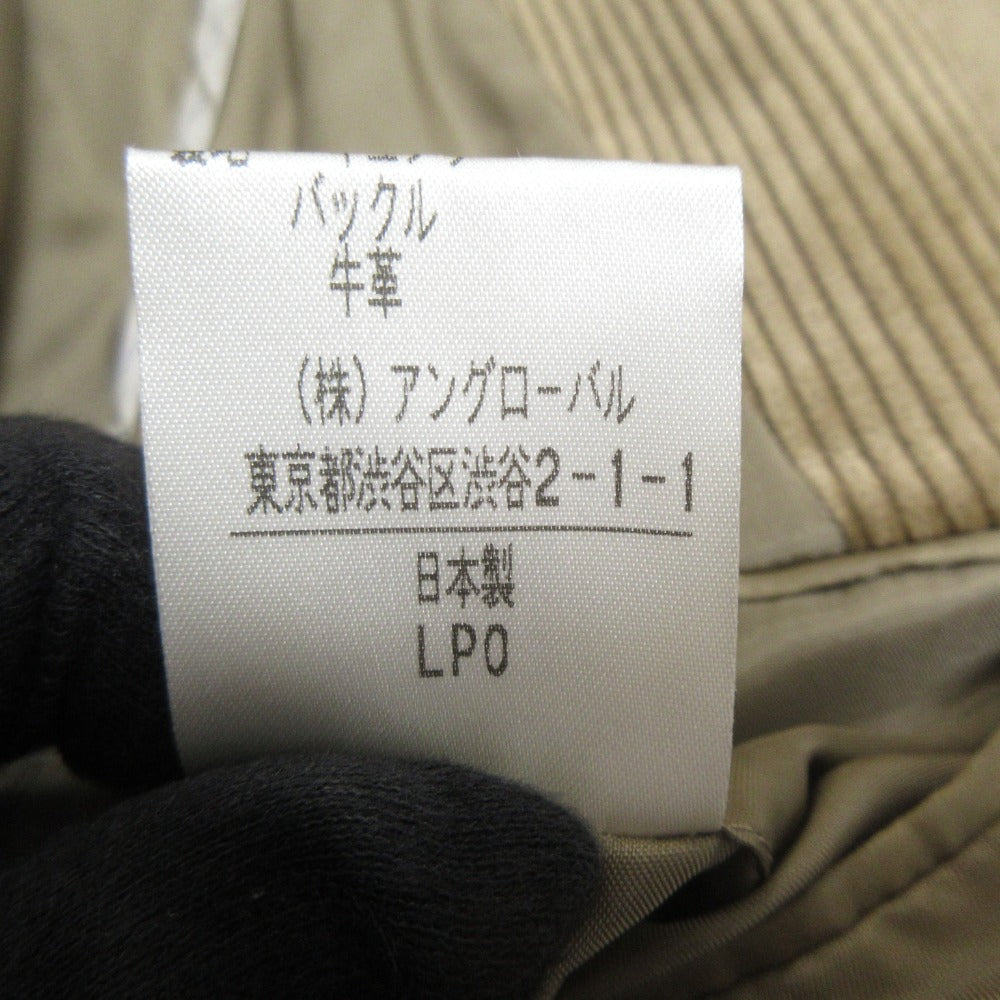 バックル
牛革
(株)アングローバル
東京都渋谷区渋谷2-1-1
日本製
LP0